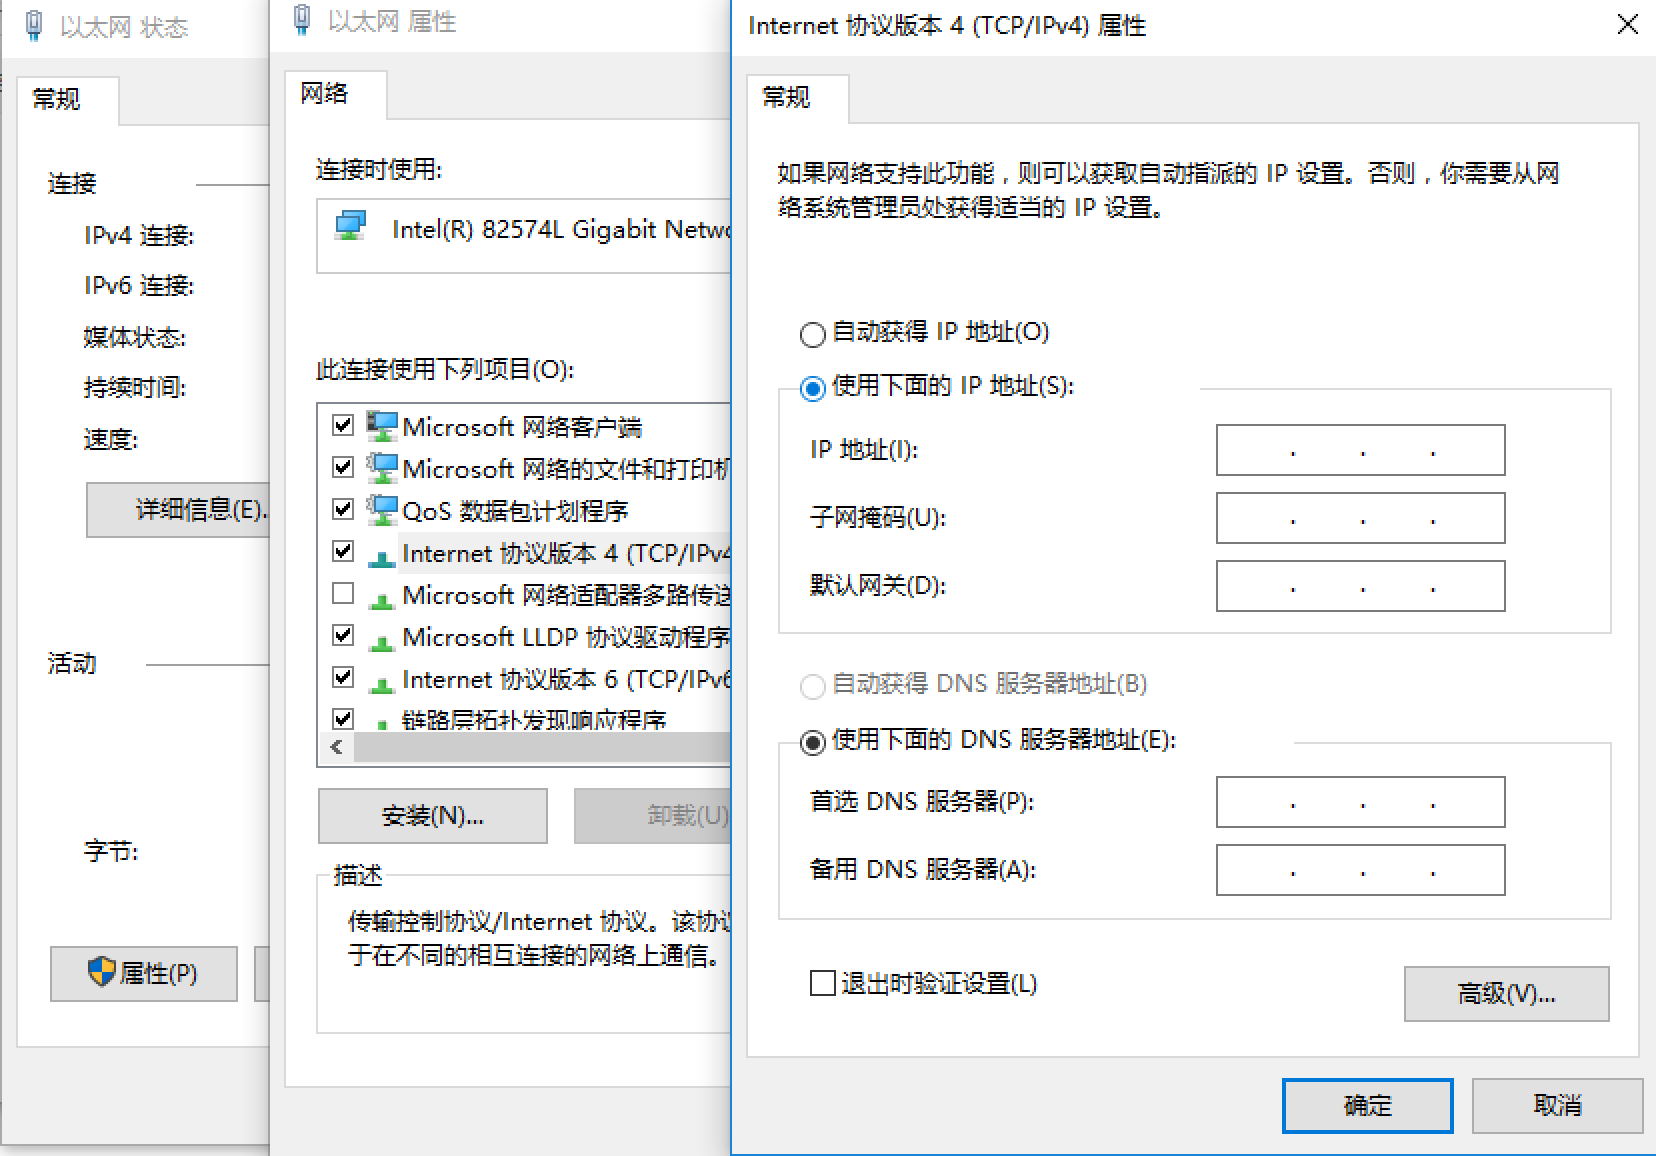 以太网 状态
常规
连接
IPv4 连接:
IPv6 连接:
媒体状态:
持续时间:
速度:
详细信息(E)..
活动
字节:
属性(P)
以太网 属性
网络
连接时使用:
Intel(R) 82574L Gigabit Netwo
此连接使用下列项目(O):
Microsoft 网络客户端
Microsoft 网络的文件和打印机
QoS 数据包计划程序
Internet 协议版本 4 (TCP/IPv4
Microsoft 网络适配器多路传送
Microsoft LLDP 协议驱动程序
Internet 协议版本 6 (TCP/IPv6
链路层拓扑发现响应程序
安装(N)...
卸载(U)
描述
传输控制协议/Internet 协议。该协议
于在不同的相互连接的网络上通信。
Internet 协议版本 4 (TCP/IPv4) 属性
常规
如果网络支持此功能，则可以获取自动指派的 IP 设置。否则，你需要从网
络系统管理员处获得适当的 IP 设置。
自动获得 IP 地址(O)
使用下面的 IP 地址(S):
IP 地址(I):
子网掩码(U):
默认网关(D):
自动获得 DNS 服务器地址(B)
使用下面的 DNS 服务器地址(E):
首选 DNS 服务器(P):
备用 DNS 服务器(A):
退出时验证设置(L)
高级(V)...
确定
取消